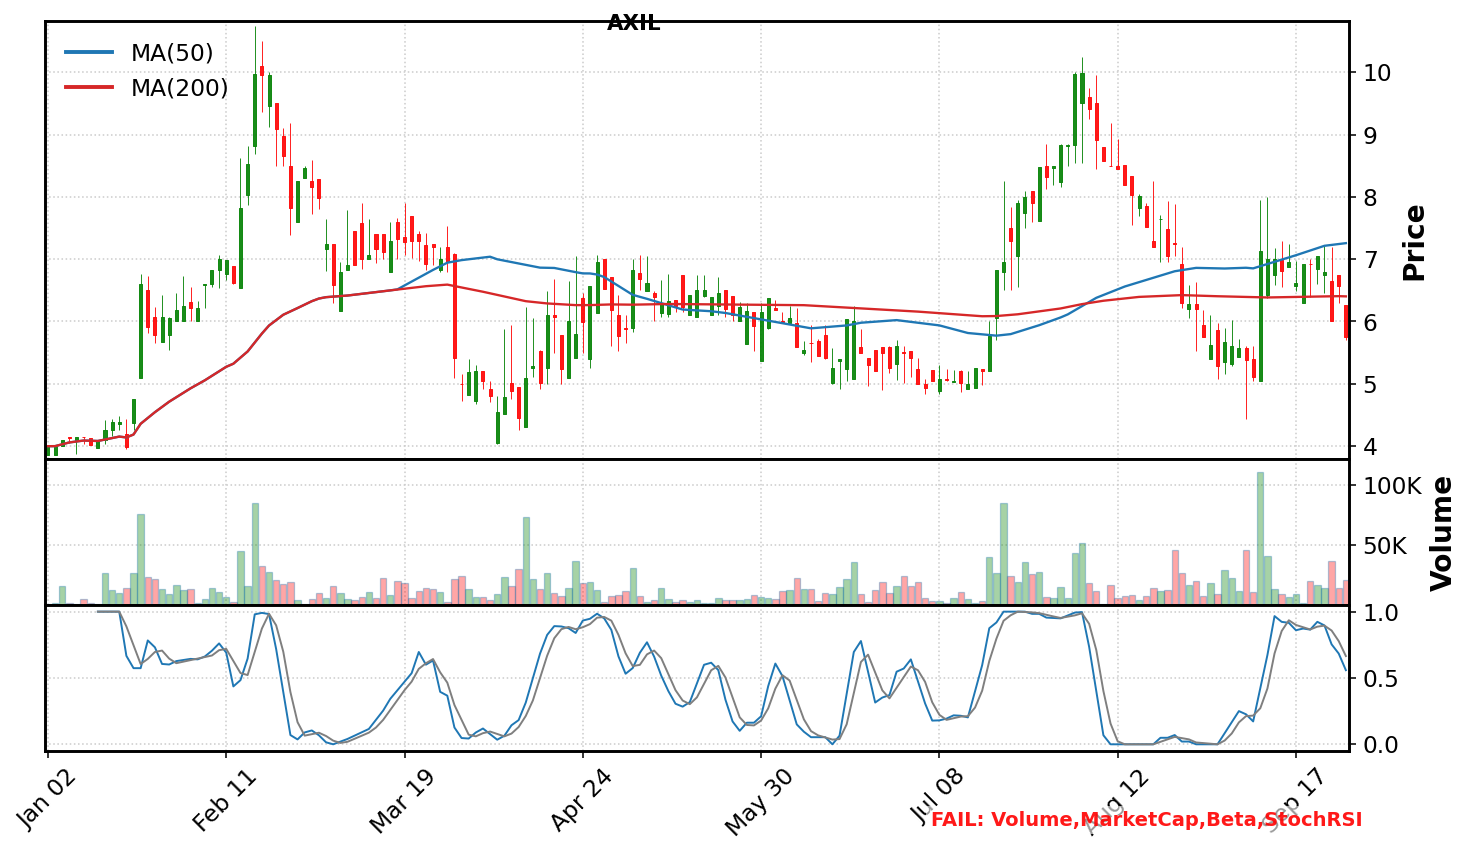 AXIL
MA(50)
MA(200)
10
9
8
7
6
5
4
Price
100K
50K
Volume
1.0
0.5
0.0
Jan 02
Feb 11
Mar 19
Apr 24
May 30
Jul 08
Aug 12
Sep 17
FAIL: Volume,MarketCap,Beta,StochRSI